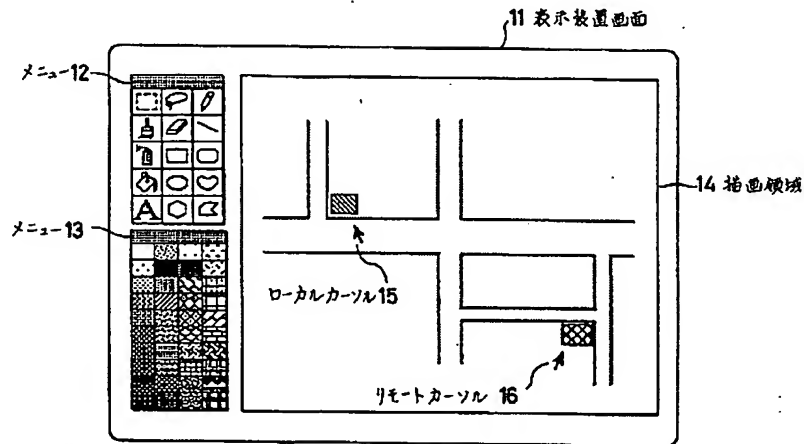 11 表示装置画面
メニュー12
メニュー13
14 描画領域
ローカルカーソル15
リモートカーソル 16